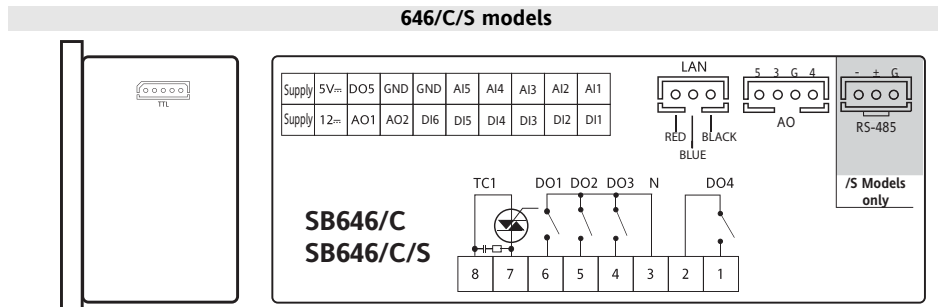 646/C/S models
TTL
Supply 5V⎓ DO5 GND GND AI5 AI4 AI3 AI2 AI1
Supply 12⎓ AO1 AO2 DI6 DI5 DI4 DI3 DI2 DI1
LAN
RED BLACK
BLUE
5 3 G 4
AO
- ± G
RS-485
/S Models
only
TC1 DO1 DO2 DO3 N DO4
SB646/C
SB646/C/S
8 7 6 5 4 3 2 1